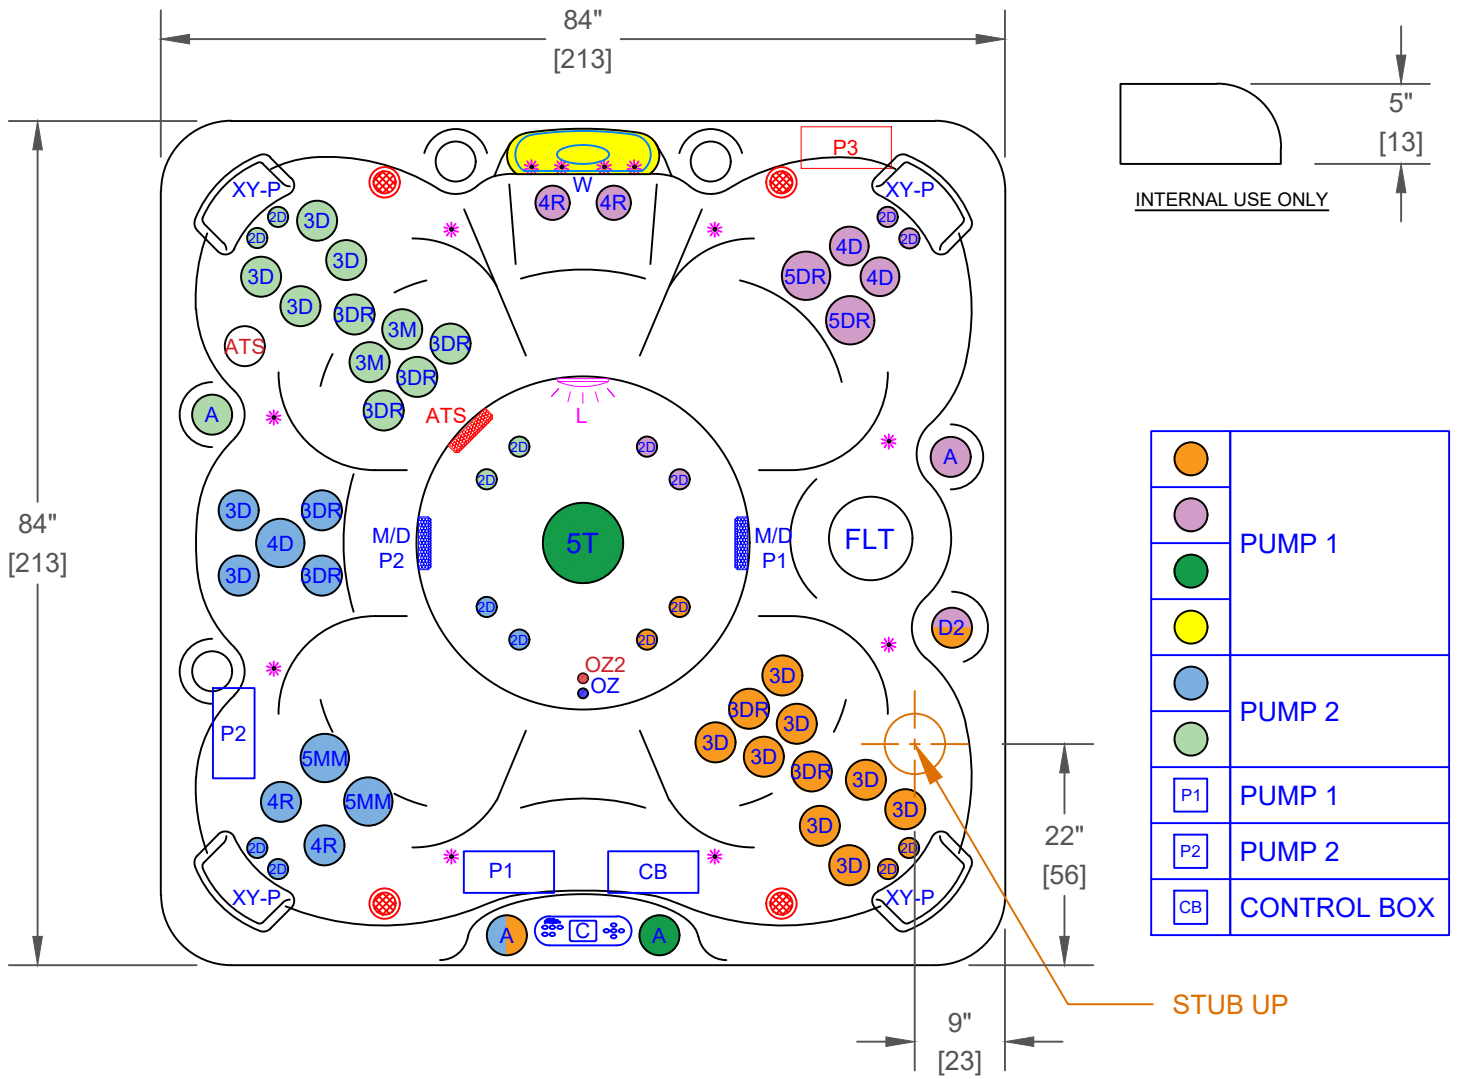 84"
[213]
5"
[13]
INTERNAL USE ONLY
P3
XY-P
XY-P
W
4R
4R
2D
2D
3D
3D
3D
3D
3DR
3M
3DR
3M
3DR
3DR
2D
2D
4D
5DR
4D
5DR
ATS
A
ATS
L
A
2D
2D
2D
2D
84"
[213]
3D
3DR
4D
3D
3DR
M/D
P2
5T
M/D
P1
FLT
PUMP 1
2D
2D
2D
2D
D2
OZ2
OZ
3D
3DR
3D
3D
3D
3DR
3D
3D
3D
3D
2D
2D
P2
5MM
4R
5MM
4R
2D
2D
PUMP 2
P1
PUMP 1
P2
PUMP 2
CB
CONTROL BOX
22"
[56]
P1
CB
XY-P
XY-P
A
C
A
STUB UP
9"
[23]